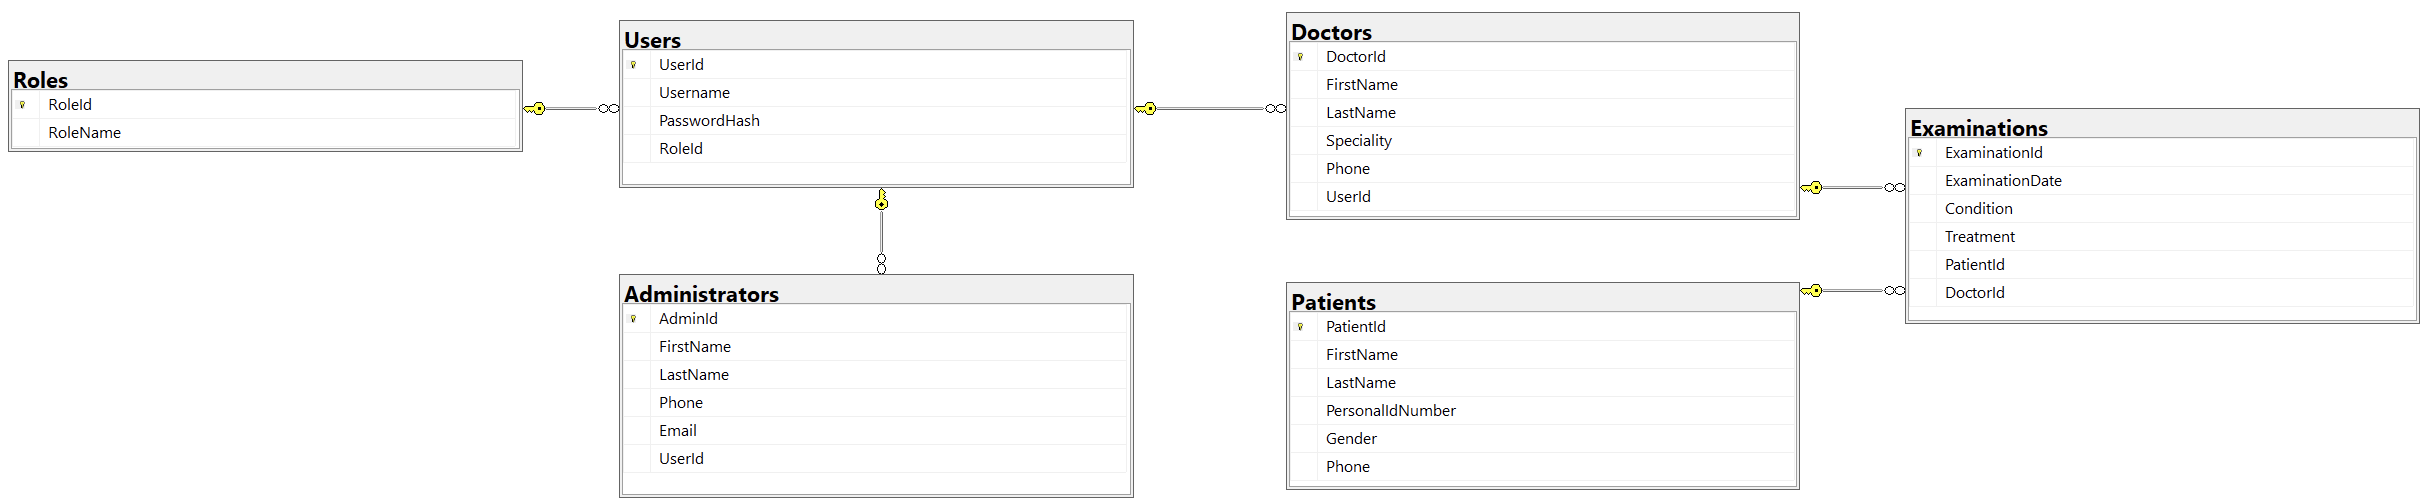 Roles
RoleId
RoleName
Users
UserId
Username
PasswordHash
RoleId
Administrators
AdminId
FirstName
LastName
Phone
Email
UserId
Doctors
DoctorId
FirstName
LastName
Speciality
Phone
UserId
Patients
PatientId
FirstName
LastName
PersonalIdNumber
Gender
Phone
Examinations
ExaminationId
ExaminationDate
Condition
Treatment
PatientId
DoctorId